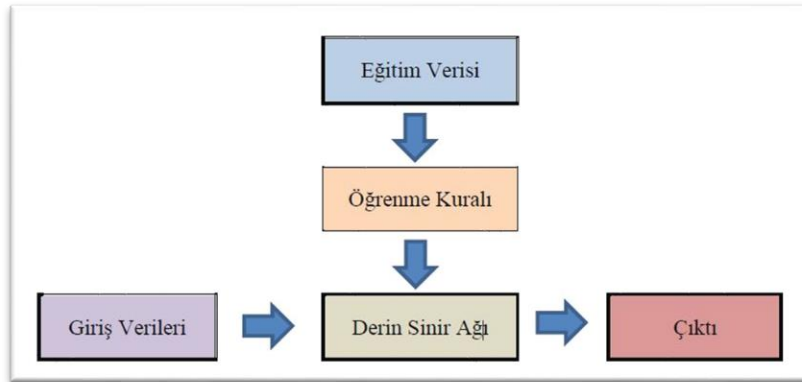 Eğitim Verisi
Öğrenme Kuralı
Giriş Verileri
Derin Sinir Ağı
Çıktı